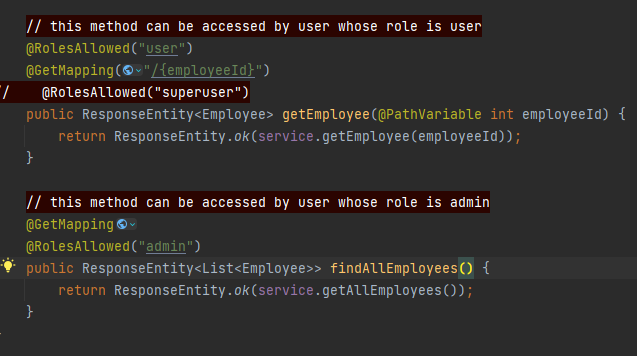 // this method can be accessed by user whose role is user
@RolesAllowed("user")
@GetMapping("/{employeeId}")
//    @RolesAllowed("superuser")
public ResponseEntity<Employee> getEmployee(@PathVariable int employeeId) {
    return ResponseEntity.ok(service.getEmployee(employeeId));
}
// this method can be accessed by user whose role is admin
@GetMapping
@RolesAllowed("admin")
public ResponseEntity<List<Employee>> findAllEmployees() {
    return ResponseEntity.ok(service.getAllEmployees());
}